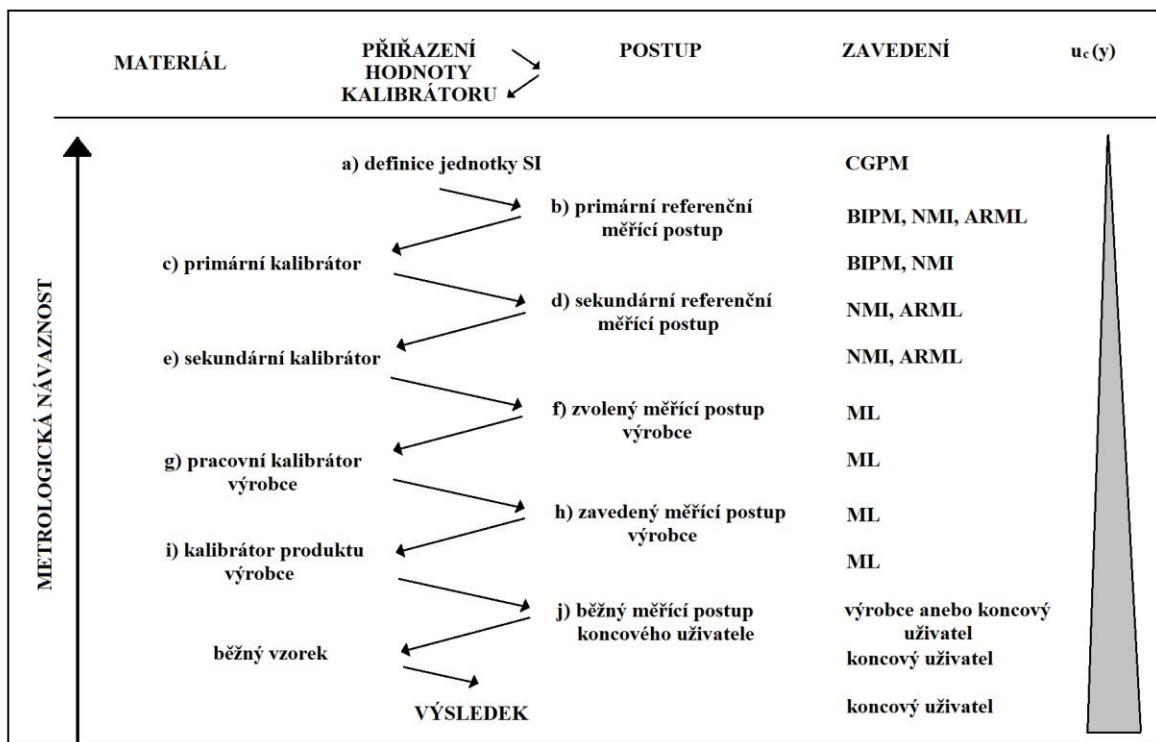 MATERIÁL
PŘIŘAZENÍ
HODNOTY
KALIBRÁTORU
POSTUP
ZAVEDENÍ
uc(y)
METROLOGICKÁ NÁVAZNOST
a) definice jednotky SI
CGPM
b) primární referenční
měřící postup
BIPM, NMI, ARML
c) primární kalibrátor
BIPM, NMI
d) sekundární referenční
měřící postup
NMI, ARML
e) sekundární kalibrátor
NMI, ARML
f) zvolený měřící postup
výrobce
ML
g) pracovní kalibrátor
výrobce
ML
h) zavedený měřící postup
výrobce
ML
i) kalibrátor produktu
výrobce
ML
j) běžný měřící postup
koncového uživatele
výrobce anebo koncový
uživatel
běžný vzorek
koncový uživatel
VÝSLEDEK
koncový uživatel